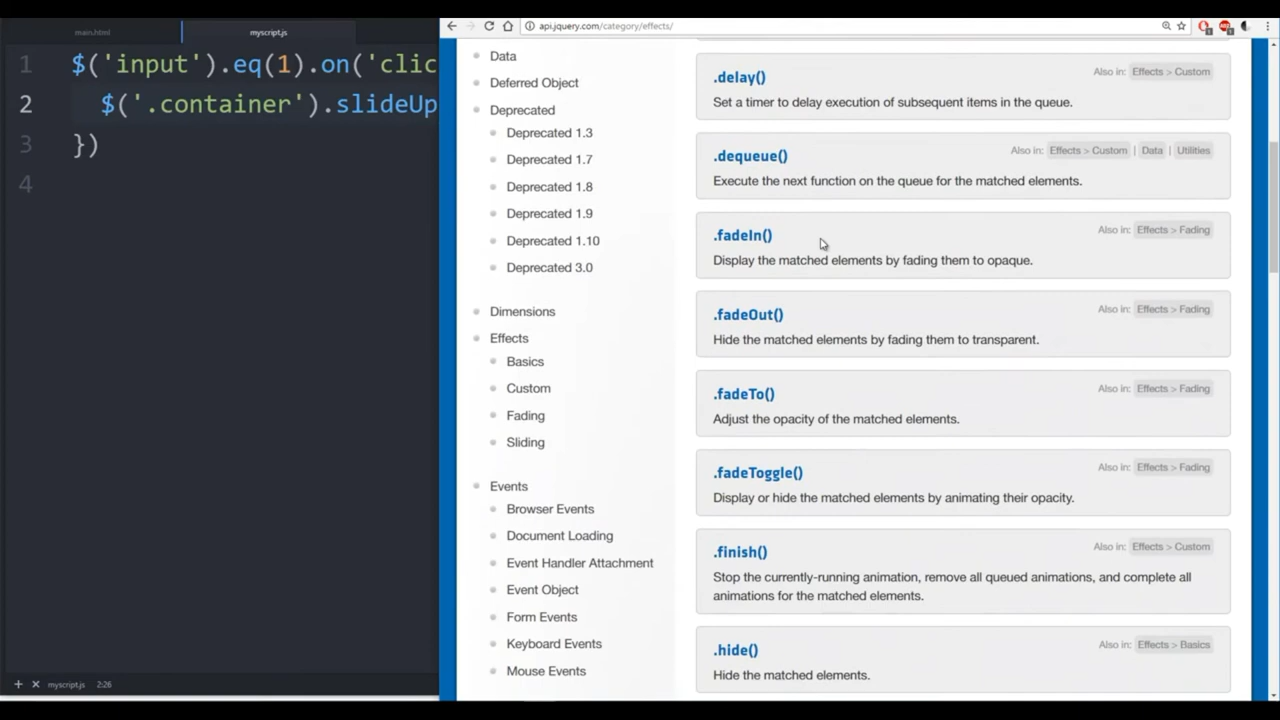 main.html
myscript.js
1 $('input').eq(1).on('clic
2 $('.container').slideUp
3 })
4
+ × myscript.js 2:26
api.jquery.com/category/effects/
Data
Deferred Object
Deprecated
Deprecated 1.3
Deprecated 1.7
Deprecated 1.8
Deprecated 1.9
Deprecated 1.10
Deprecated 3.0
Dimensions
Effects
Basics
Custom
Fading
Sliding
Events
Browser Events
Document Loading
Event Handler Attachment
Event Object
Form Events
Keyboard Events
Mouse Events
.delay() Also in: Effects > Custom
Set a timer to delay execution of subsequent items in the queue.
.dequeue() Also in: Effects > Custom | Data | Utilities
Execute the next function on the queue for the matched elements.
.fadeIn() Also in: Effects > Fading
Display the matched elements by fading them to opaque.
.fadeOut() Also in: Effects > Fading
Hide the matched elements by fading them to transparent.
.fadeTo() Also in: Effects > Fading
Adjust the opacity of the matched elements.
.fadeToggle() Also in: Effects > Fading
Display or hide the matched elements by animating their opacity.
.finish() Also in: Effects > Custom
Stop the currently-running animation, remove all queued animations, and complete all
animations for the matched elements.
.hide() Also in: Effects > Basics
Hide the matched elements.